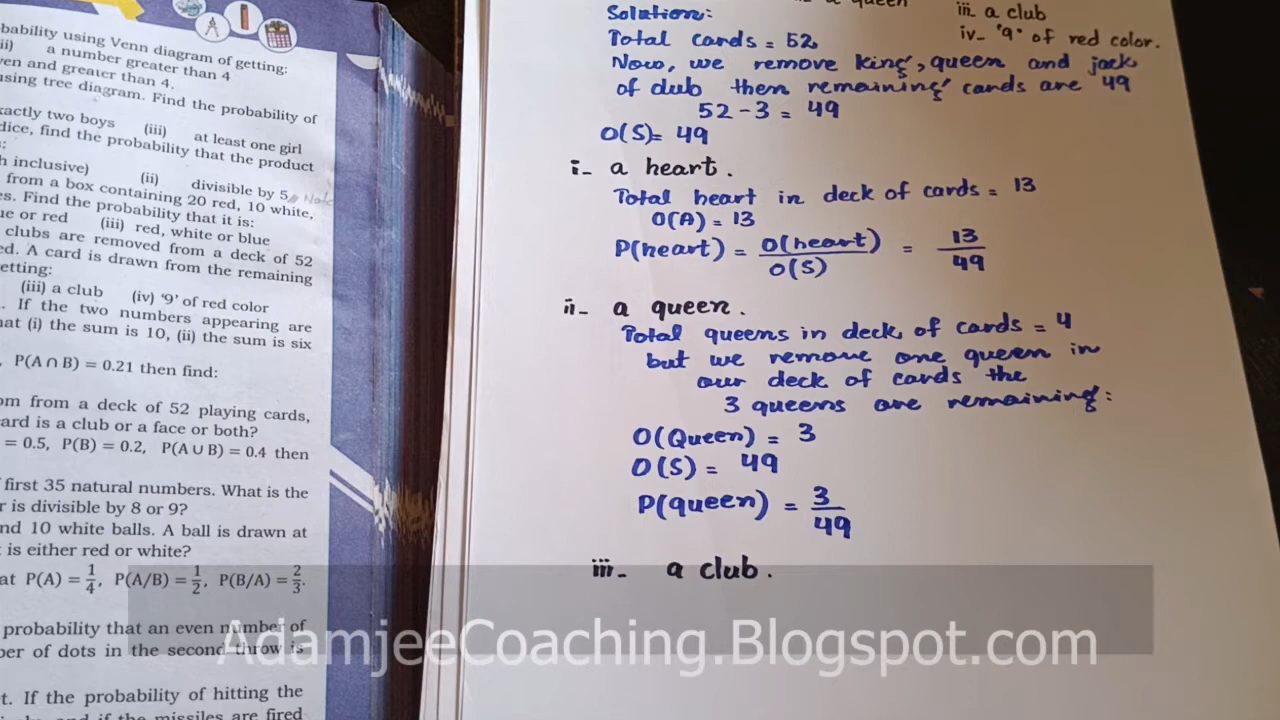 bability using Venn diagram of getting:
ii) a number greater than 4
ven and greater than 4.
using tree diagram. Find the probability of
xactly two boys (iii) at least one girl
dice, find the probability that the product
s:
h inclusive) (ii) divisible by 5
from a box containing 20 red, 10 white,
es. Find the probability that it is:
ue or red (iii) red, white or blue
clubs are removed from a deck of 52
ed. A card is drawn from the remaining
etting:
(iii) a club (iv) '9' of red color
. If the two numbers appearing are
hat (i) the sum is 10, (ii) the sum is six
, P(A ∩ B) = 0.21 then find:
om from a deck of 52 playing cards,
ard is a club or a face or both?
= 0.5, P(B) = 0.2, P(A ∪ B) = 0.4 then
first 35 natural numbers. What is the
r is divisible by 8 or 9?
nd 10 white balls. A ball is drawn at
is either red or white?
at P(A) = 1/4, P(A/B) = 1/2, P(B/A) = 2/3.
probability that an even number of
ber of dots in the second throw is
t. If the probability of hitting the
and if the missiles are fired
a queen
iii. a club
Solution:
iv- '9' of red color.
Total cards = 52
Now, we remove king, queen and jack
of club then remaining cards are 49
52 - 3 = 49
O(S) = 49
i- a heart.
Total heart in deck of cards = 13
O(A) = 13
P(heart) = O(heart)/O(S) = 13/49
ii- a queen.
Total queens in deck of cards = 4
but we remove one queen in
our deck of cards the
3 queens are remaining:
O(Queen) = 3
O(S) = 49
P(queen) = 3/49
iii- a club.
AdamjeeCoaching.Blogspot.com